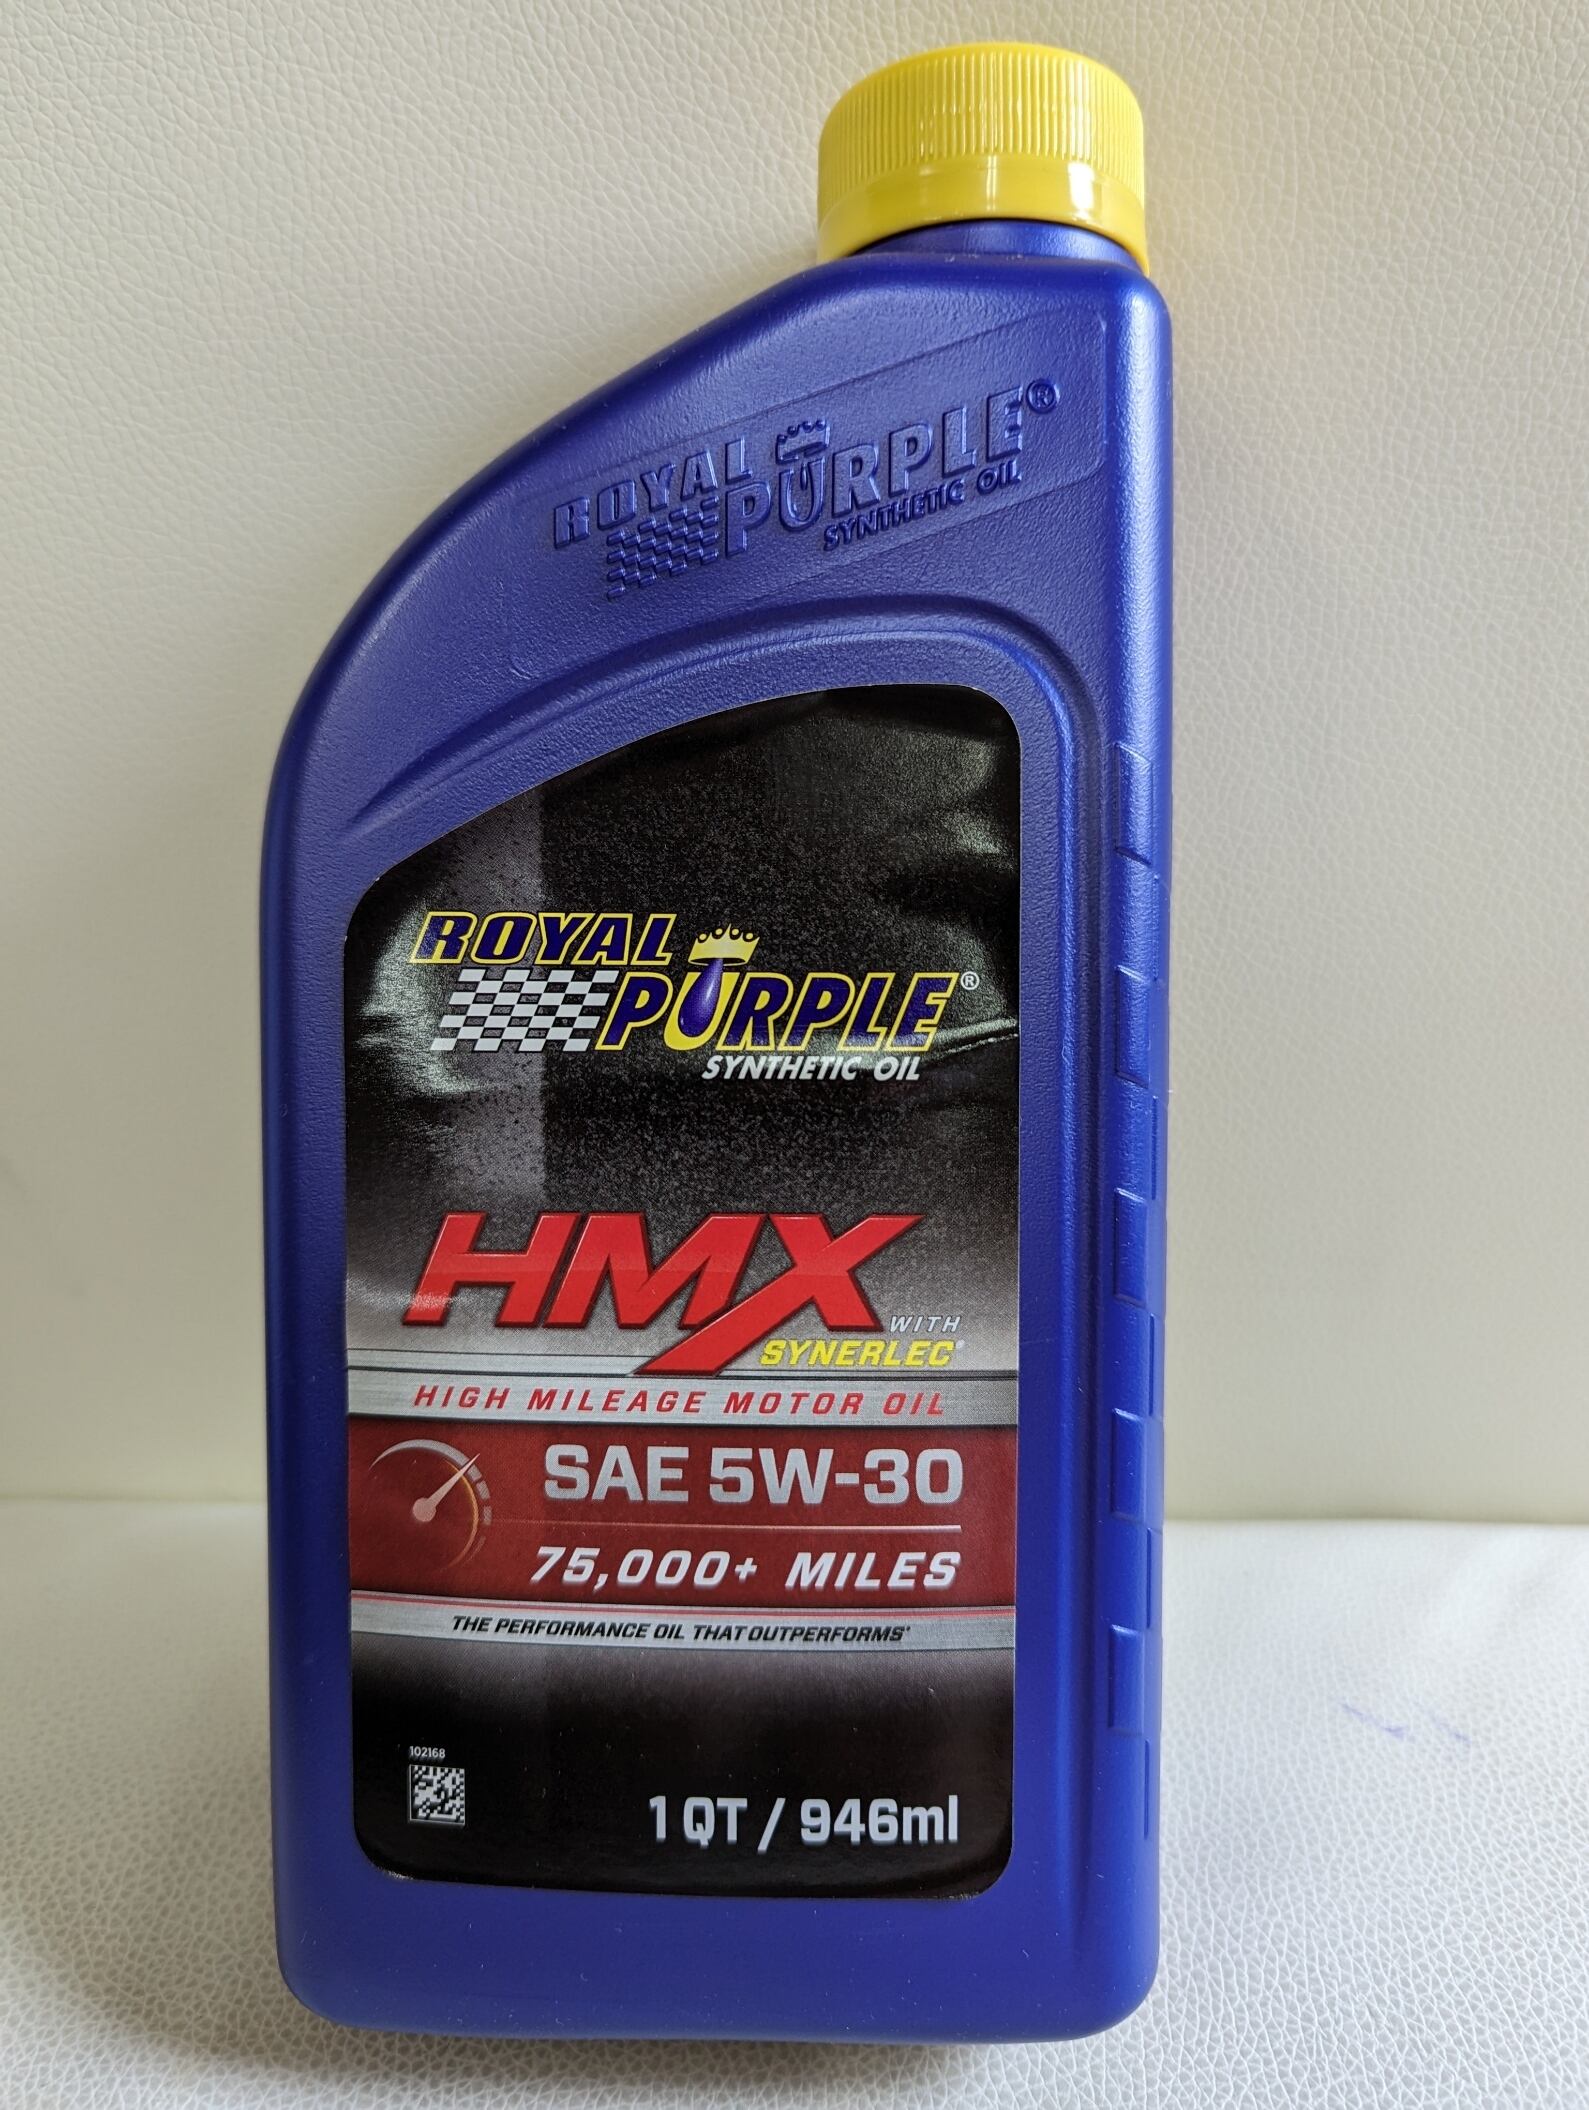 ROYAL
PURPLE®
SYNTHETIC OIL
ROYAL
PURPLE®
SYNTHETIC OIL
HMX
WITH
SYNERLEC®
HIGH MILEAGE MOTOR OIL
SAE 5W-30
75,000+ MILES
THE PERFORMANCE OIL THAT OUTPERFORMS®
102168
1 QT / 946ml